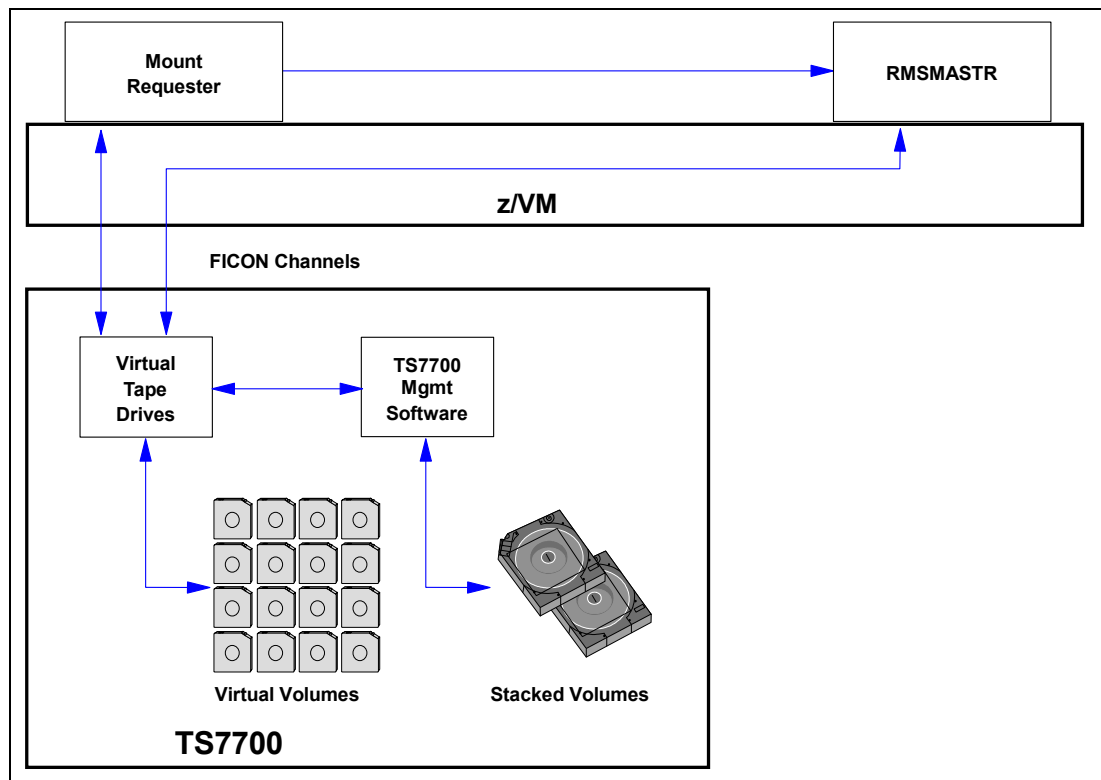 Mount
Requester
RMSMASTR
z/VM
FICON Channels
Virtual
Tape
Drives
TS7700
Mgmt
Software
Virtual Volumes
Stacked Volumes
TS7700